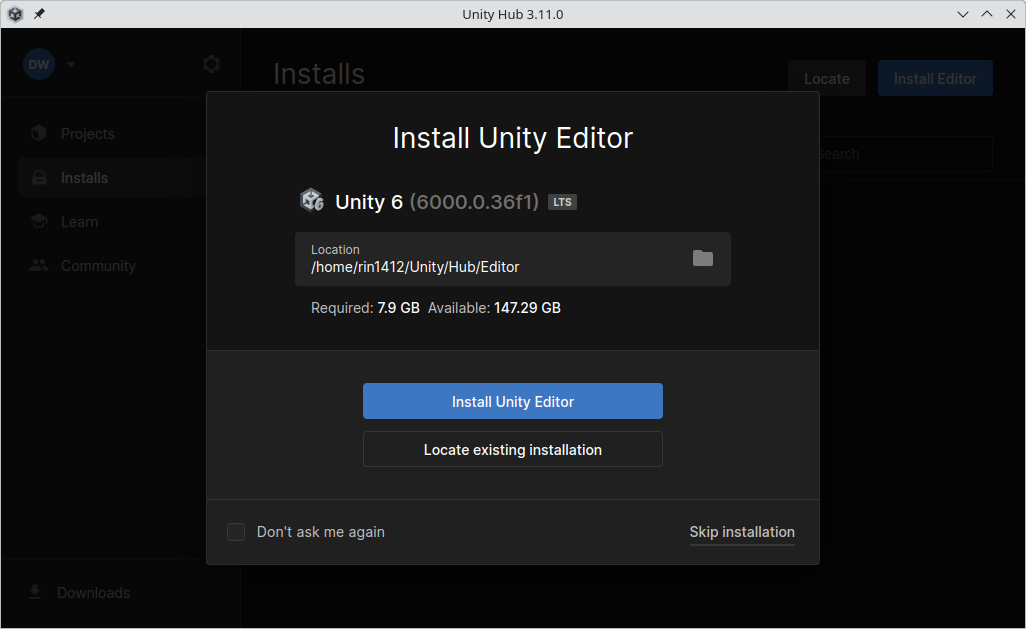 Unity Hub 3.11.0
DW
Installs
Locate
Install Editor
Projects
Installs
Learn
Community
Search
Install Unity Editor
Unity 6 (6000.0.36f1) LTS
Location
/home/rin1412/Unity/Hub/Editor
Required: 7.9 GB Available: 147.29 GB
Install Unity Editor
Locate existing installation
Don't ask me again
Skip installation
Downloads